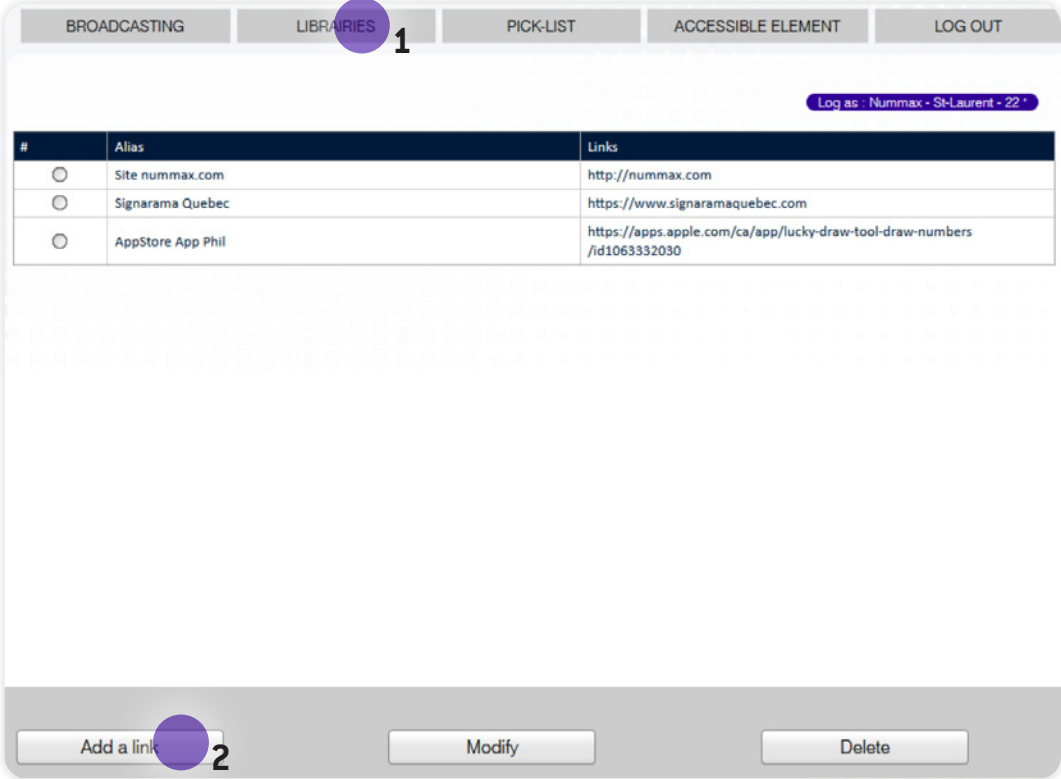 BROADCASTING LIBRAIRIES PICK-LIST ACCESSIBLE ELEMENT LOG OUT
1
Log as : Nummax - St-Laurent - 22 *
# Alias Links
Site nummax.com http://nummax.com
Signarama Quebec https://www.signaramaquebec.com
AppStore App Phil https://apps.apple.com/ca/app/lucky-draw-tool-draw-numbers
/id1063332030
Add a link Modify Delete
2